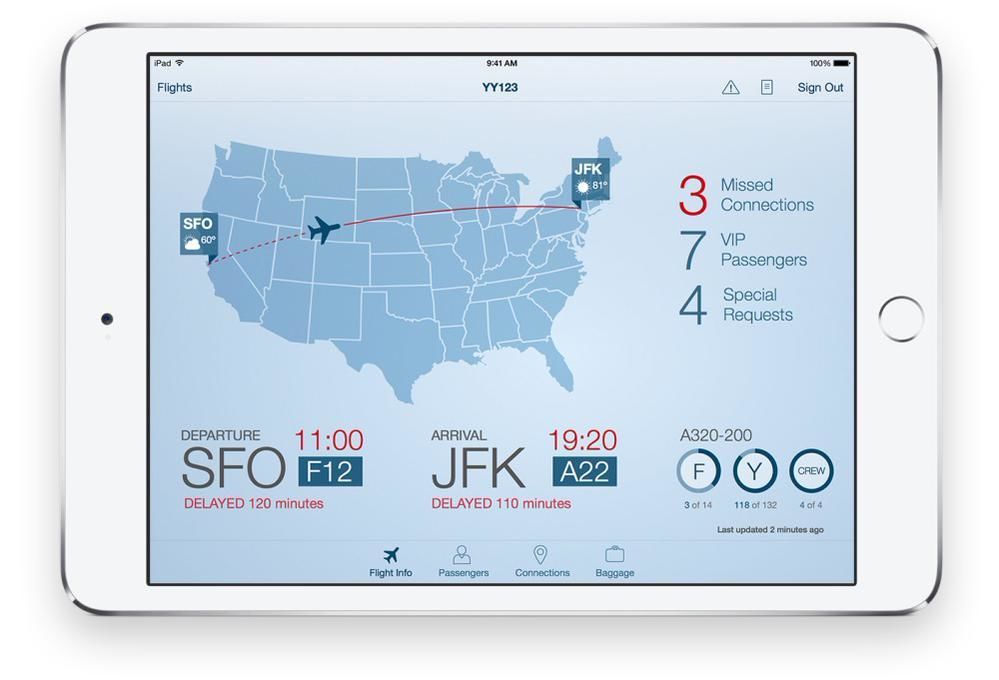 iPad
9:41 AM
100%
Flights
YY123
Sign Out
JFK
81°
SFO
60°
3 Missed
Connections
7 VIP
Passengers
4 Special
Requests
DEPARTURE 11:00
SFO F12
DELAYED 120 minutes
ARRIVAL 19:20
JFK A22
DELAYED 110 minutes
A320-200
F Y CREW
3 of 14 118 of 132 4 of 4
Last updated 2 minutes ago
Flight Info Passengers Connections Baggage